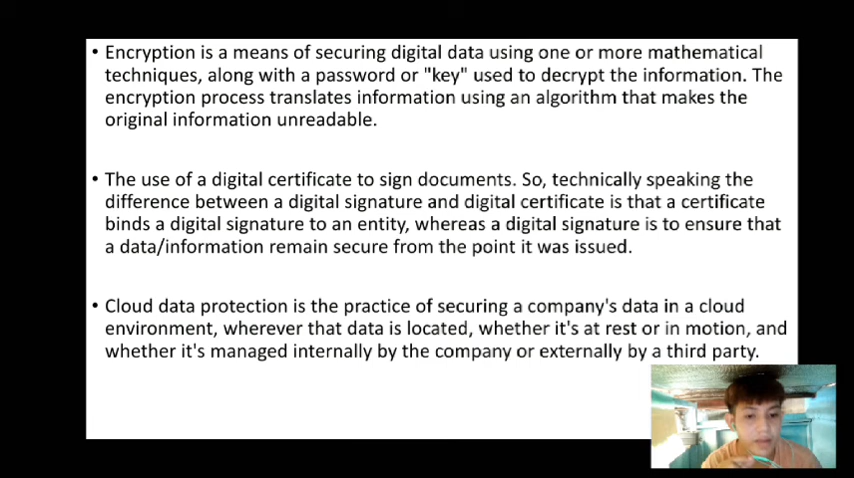 • Encryption is a means of securing digital data using one or more mathematical
techniques, along with a password or "key" used to decrypt the information. The
encryption process translates information using an algorithm that makes the
original information unreadable.
• The use of a digital certificate to sign documents. So, technically speaking the
difference between a digital signature and digital certificate is that a certificate
binds a digital signature to an entity, whereas a digital signature is to ensure that
a data/information remain secure from the point it was issued.
• Cloud data protection is the practice of securing a company's data in a cloud
environment, wherever that data is located, whether it's at rest or in motion, and
whether it's managed internally by the company or externally by a third party.